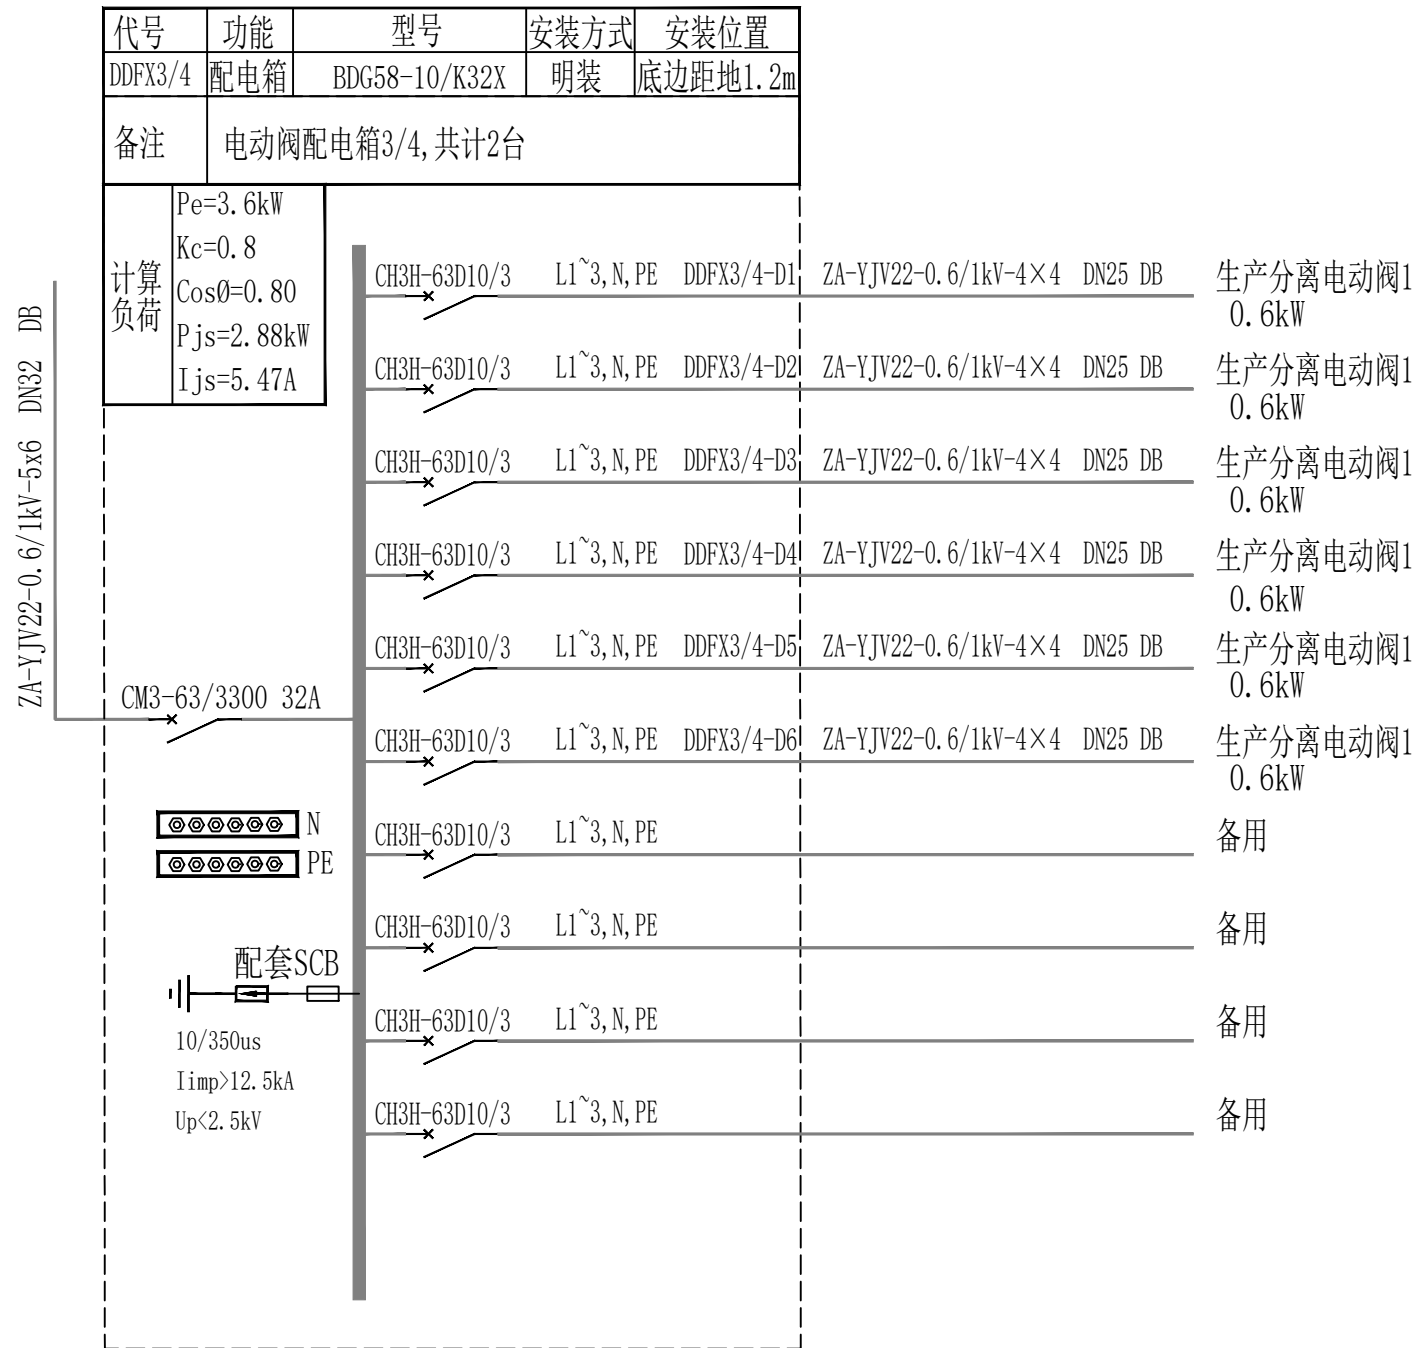 代号 功能 型号 安装方式 安装位置
DDFX3/4 配电箱 BDG58-10/K32X 明装 底边距地1.2m
备注 电动阀配电箱3/4,共计2台
计算
负荷
Pe=3.6kW
Kc=0.8
CosØ=0.80
Pjs=2.88kW
Ijs=5.47A
ZA-YJV22-0.6/1kV-5x6 DN32 DB
CM3-63/3300 32A
CH3H-63D10/3 L1~3,N,PE DDFX3/4-D1 ZA-YJV22-0.6/1kV-4×4 DN25 DB 生产分离电动阀1
0.6kW
CH3H-63D10/3 L1~3,N,PE DDFX3/4-D2 ZA-YJV22-0.6/1kV-4×4 DN25 DB 生产分离电动阀1
0.6kW
CH3H-63D10/3 L1~3,N,PE DDFX3/4-D3 ZA-YJV22-0.6/1kV-4×4 DN25 DB 生产分离电动阀1
0.6kW
CH3H-63D10/3 L1~3,N,PE DDFX3/4-D4 ZA-YJV22-0.6/1kV-4×4 DN25 DB 生产分离电动阀1
0.6kW
CH3H-63D10/3 L1~3,N,PE DDFX3/4-D5 ZA-YJV22-0.6/1kV-4×4 DN25 DB 生产分离电动阀1
0.6kW
CH3H-63D10/3 L1~3,N,PE DDFX3/4-D6 ZA-YJV22-0.6/1kV-4×4 DN25 DB 生产分离电动阀1
0.6kW
CH3H-63D10/3 L1~3,N,PE 备用
CH3H-63D10/3 L1~3,N,PE 备用
CH3H-63D10/3 L1~3,N,PE 备用
CH3H-63D10/3 L1~3,N,PE 备用
N
PE
配套SCB
10/350us
Iimp>12.5kA
Up<2.5kV